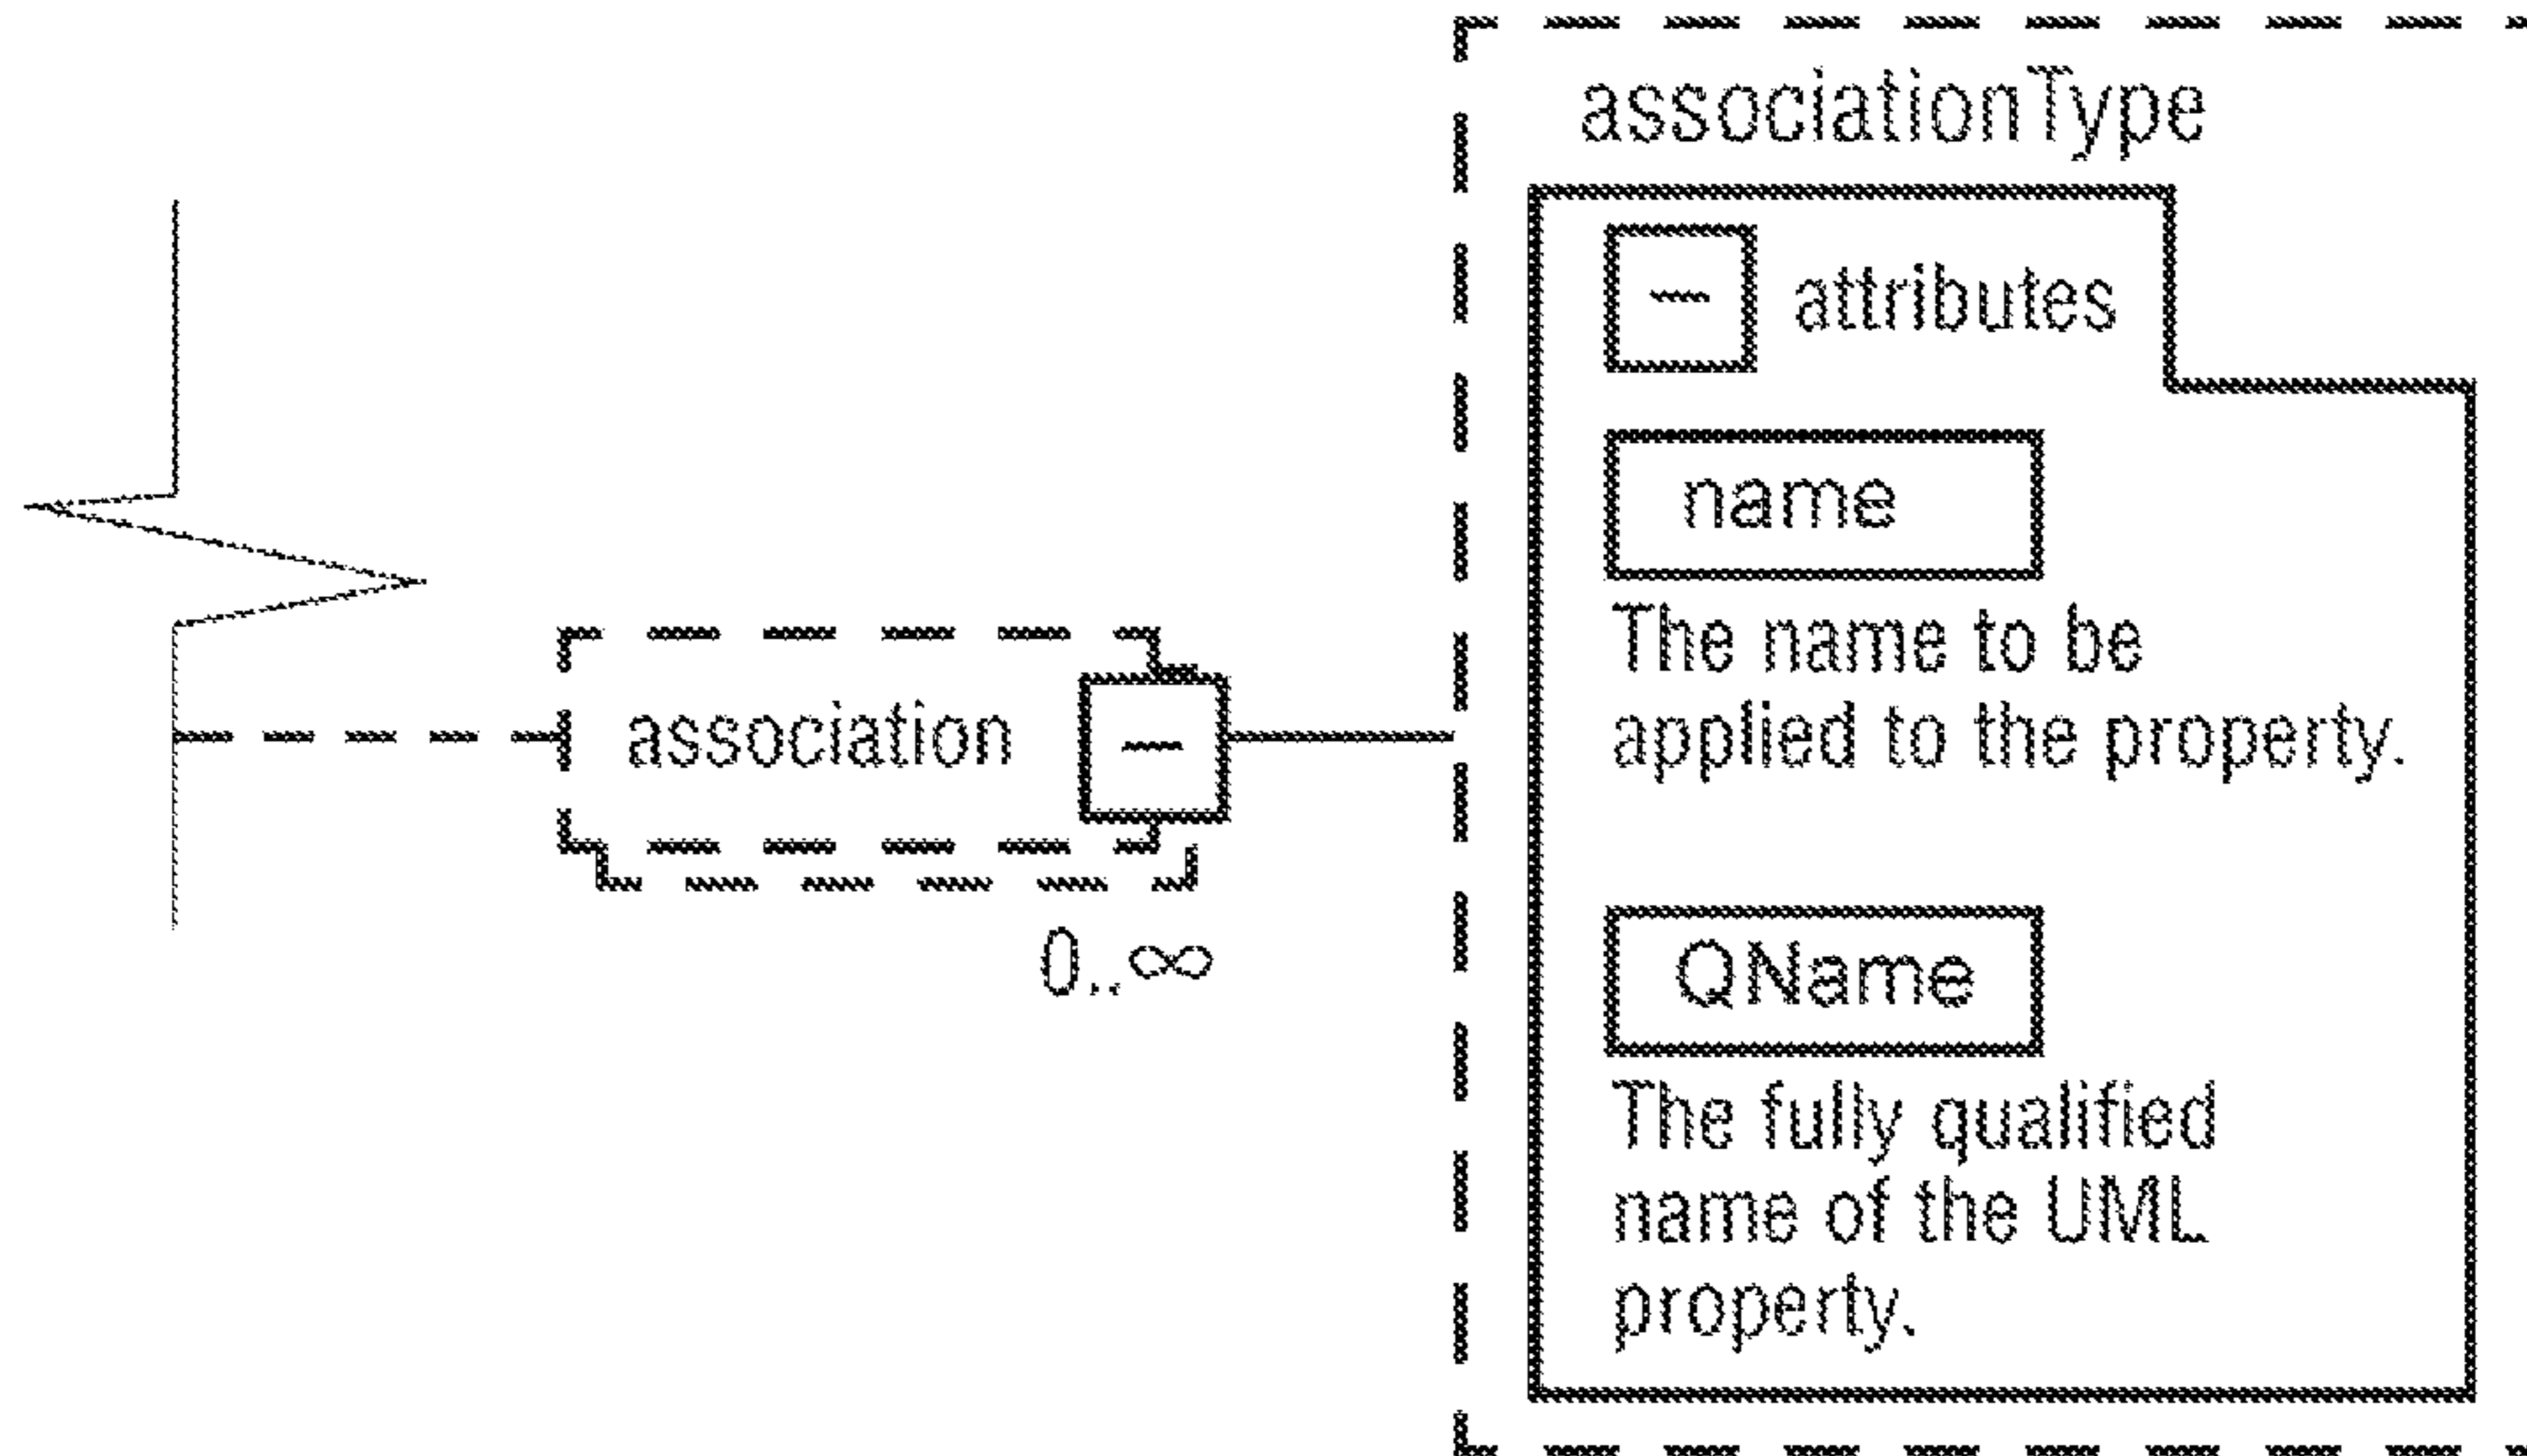 associationType
attributes
name
The name to be
applied to the property.
association
0..∞
QName
The fully qualified
name of the UML
property.